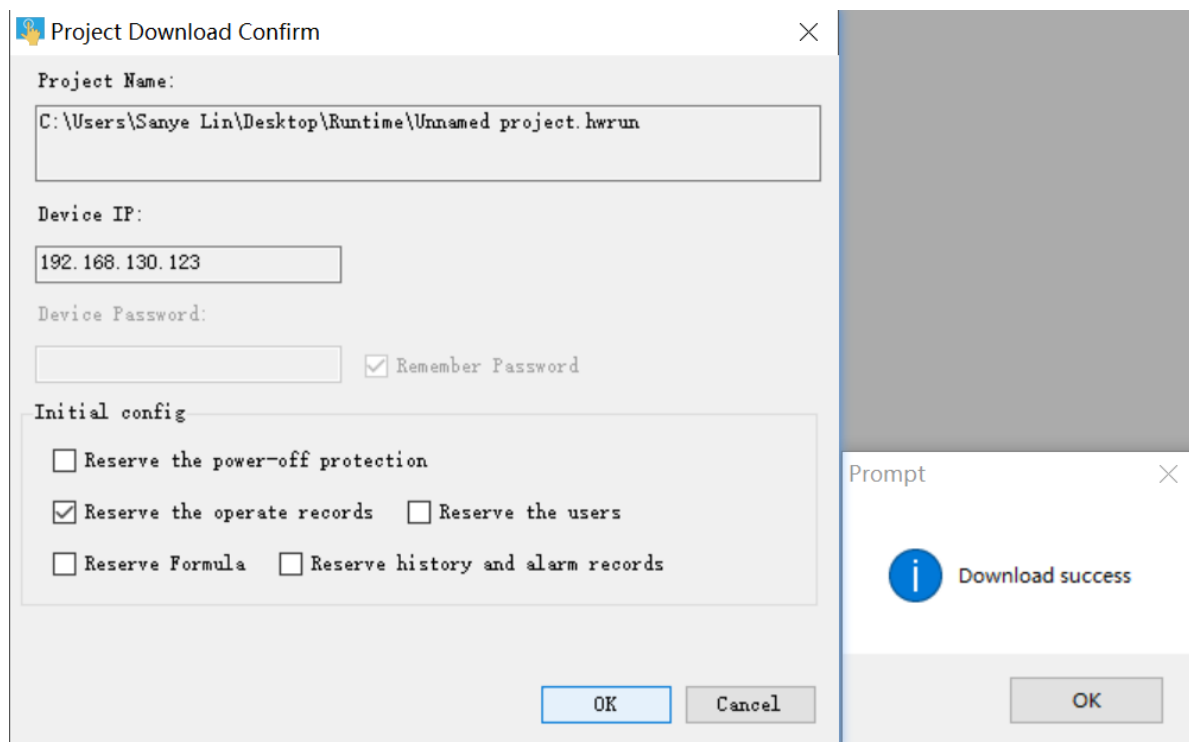 Project Download Confirm
Project Name:
C:\Users\Sanye Lin\Desktop\Runtime\Unnamed project.hwrun
Device IP:
192.168.130.123
Device Password:
Remember Password
Initial config
Reserve the power-off protection
Reserve the operate records Reserve the users
Reserve Formula Reserve history and alarm records
OK Cancel
Prompt
Download success
OK